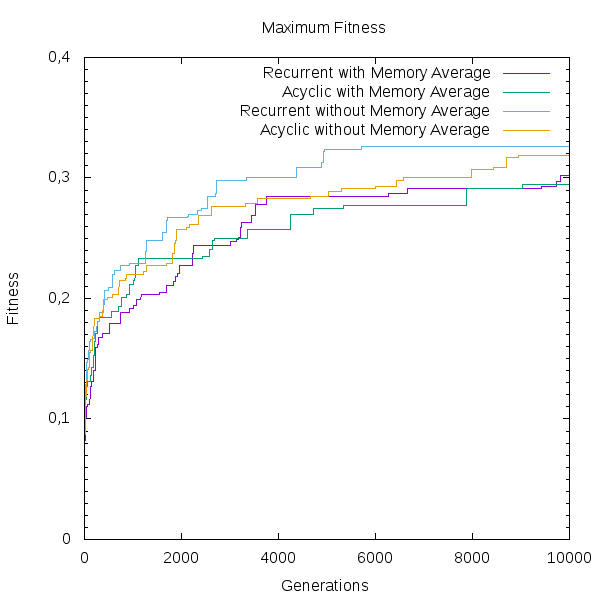 Maximum Fitness
0,4
Recurrent with Memory Average
Acyclic with Memory Average
Recurrent without Memory Average
Acyclic without Memory Average
0,3
0,2
0,1
0
Fitness
0 2000 4000 6000 8000 10000
Generations